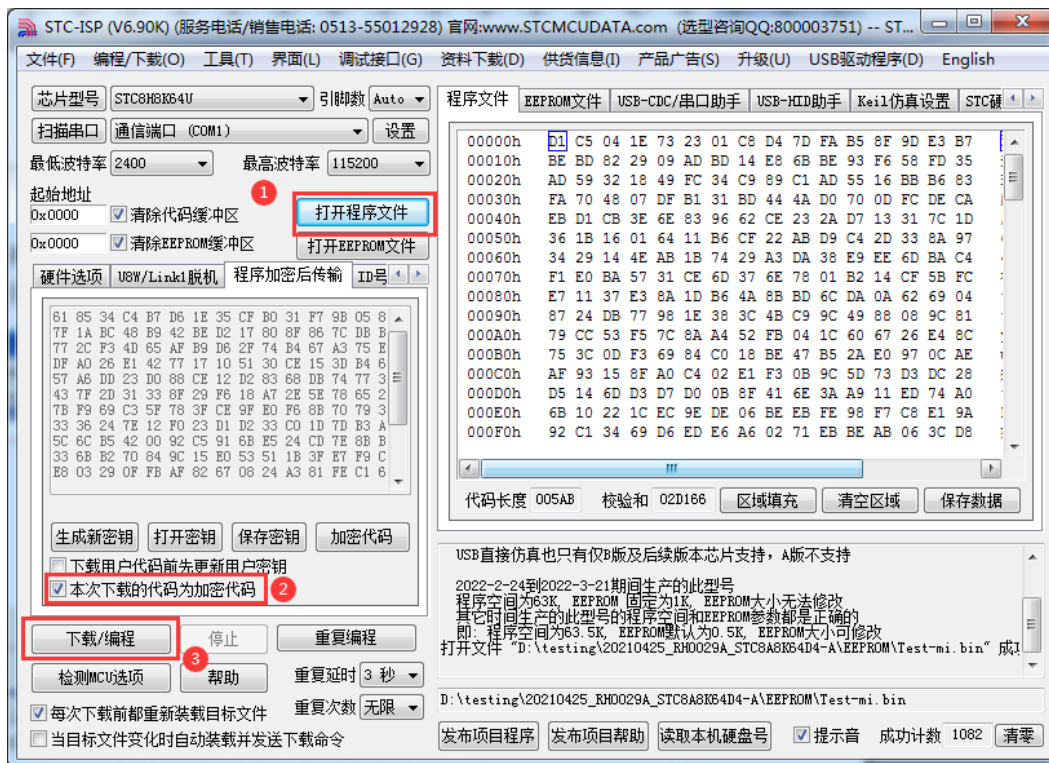 STC-ISP (V6.90K) (服务电话/销售电话: 0513-55012928) 官网:www.STCMCUDATA.com (选型咨询QQ:800003751) -- ST...
文件(F) 编程/下载(O) 工具(T) 界面(L) 调试接口(G) 资料下载(D) 供货信息(I) 产品广告(S) 升级(U) USB驱动程序(D) English
芯片型号 STC8H8K64U 引脚数 Auto
扫描串口 通信端口 (COM1) 设置
最低波特率 2400 最高波特率 115200
起始地址
0x0000 清除代码缓冲区 打开程序文件
1
0x0000 清除EEPROM缓冲区 打开EEPROM文件
硬件选项 U8W/Link1脱机 程序加密后传输 ID号
61 85 34 C4 B7 D6 1E 35 CF B0 31 F7 9B 05 8
7F 1A BC 48 B9 42 BE D2 17 80 8F 86 7C DB B
77 2C F3 4D 65 AF B9 D6 2F 74 B4 67 A3 75 E
DF A0 26 E1 42 77 17 10 51 30 CE 15 3D B4 6
57 A6 DD 23 D0 88 CE 12 D2 83 68 DB 74 77 3
43 7F 2D 31 33 8F 29 F6 18 A7 2E 5E 78 65 2
7B F9 69 C3 5F 78 3F CE 9F E0 F6 8B 70 79 3
33 36 24 7E 12 F0 23 D1 D2 33 C0 1D 7D B3 A
5C 6C B5 42 00 92 C5 91 6B E5 24 CD 7E 8B B
33 6B B2 70 84 9C 15 E0 53 51 1B 3F E7 F9 C
E8 03 29 0F FB AF 82 67 08 24 A3 81 FE C1 6
生成新密钥 打开密钥 保存密钥 加密代码
下载用户代码前先更新用户密钥
本次下载的代码为加密代码 2
下载/编程 停止 重复编程
3
检测MCU选项 帮助 重复延时 3 秒
每次下载前都重新装载目标文件 重复次数 无限
当目标文件变化时自动装载并发送下载命令
程序文件 EEPROM文件 USB-CDC/串口助手 USB-HID助手 Keil仿真设置 STC硬
00000h D1 C5 04 1E 73 23 01 C8 D4 7D FA B5 8F 9D E3 B7
00010h BE BD 82 29 09 AD BD 14 E8 6B BE 93 F6 58 FD 35
00020h AD 59 32 18 49 FC 34 C9 89 C1 AD 55 16 BB B6 83
00030h FA 70 48 07 DF B1 31 BD 44 4A D0 70 0D FC DE CA
00040h EB D1 CB 3E 6E 83 96 62 CE 23 2A D7 13 31 7C 1D
00050h 36 1B 16 01 64 11 B6 CF 22 AB D9 C4 2D 33 8A 97
00060h 34 29 14 4E AB 1B 74 29 A3 DA 38 E9 EE 6D BA C4
00070h F1 E0 BA 57 31 CE 6D 37 6E 78 01 B2 14 CF 5B FC
00080h E7 11 37 E3 8A 1D B6 4A 8B BD 6C DA 0A 62 69 04
00090h 87 24 DB 77 98 1E 38 3C 4B C9 9C 49 88 08 9C 81
000A0h 79 CC 53 F5 7C 8A A4 52 FB 04 1C 60 67 26 E4 8C
000B0h 75 3C 0D F3 69 84 C0 18 BE 47 B5 2A E0 97 0C AE
000C0h AF 93 15 8F A0 C4 02 E1 F3 0B 9C 5D 73 D3 DC 28
000D0h D5 14 6D D3 D7 D0 0B 8F 41 6E 3A A9 11 ED 74 A0
000E0h 6B 10 22 1C EC 9E DE 06 BE EB FE 98 F7 C8 E1 9A
000F0h 92 C1 34 69 D6 ED E6 A6 02 71 EB BE AB 06 3C D8
代码长度 005AB 校验和 02D166 区域填充 清空区域 保存数据
USB直接仿真也只有仅B版及后续版本芯片支持，A版不支持
2022-2-24到2022-3-21期间生产的此型号
程序空间为63K, EEPROM 固定为1K, EEPROM大小无法修改
其它时间生产的此型号的程序空间和EEPROM参数都是正确的
即: 程序空间为63.5K, EEPROM默认为0.5K, EEPROM大小可修改
打开文件 "D:\testing\20210425_RH0029A_STC8A8K64D4-A\EEPROM\Test-mi.bin" 成功
D:\testing\20210425_RH0029A_STC8A8K64D4-A\EEPROM\Test-mi.bin
发布项目程序 发布项目帮助 读取本机硬盘号 提示音 成功计数 1082 清零